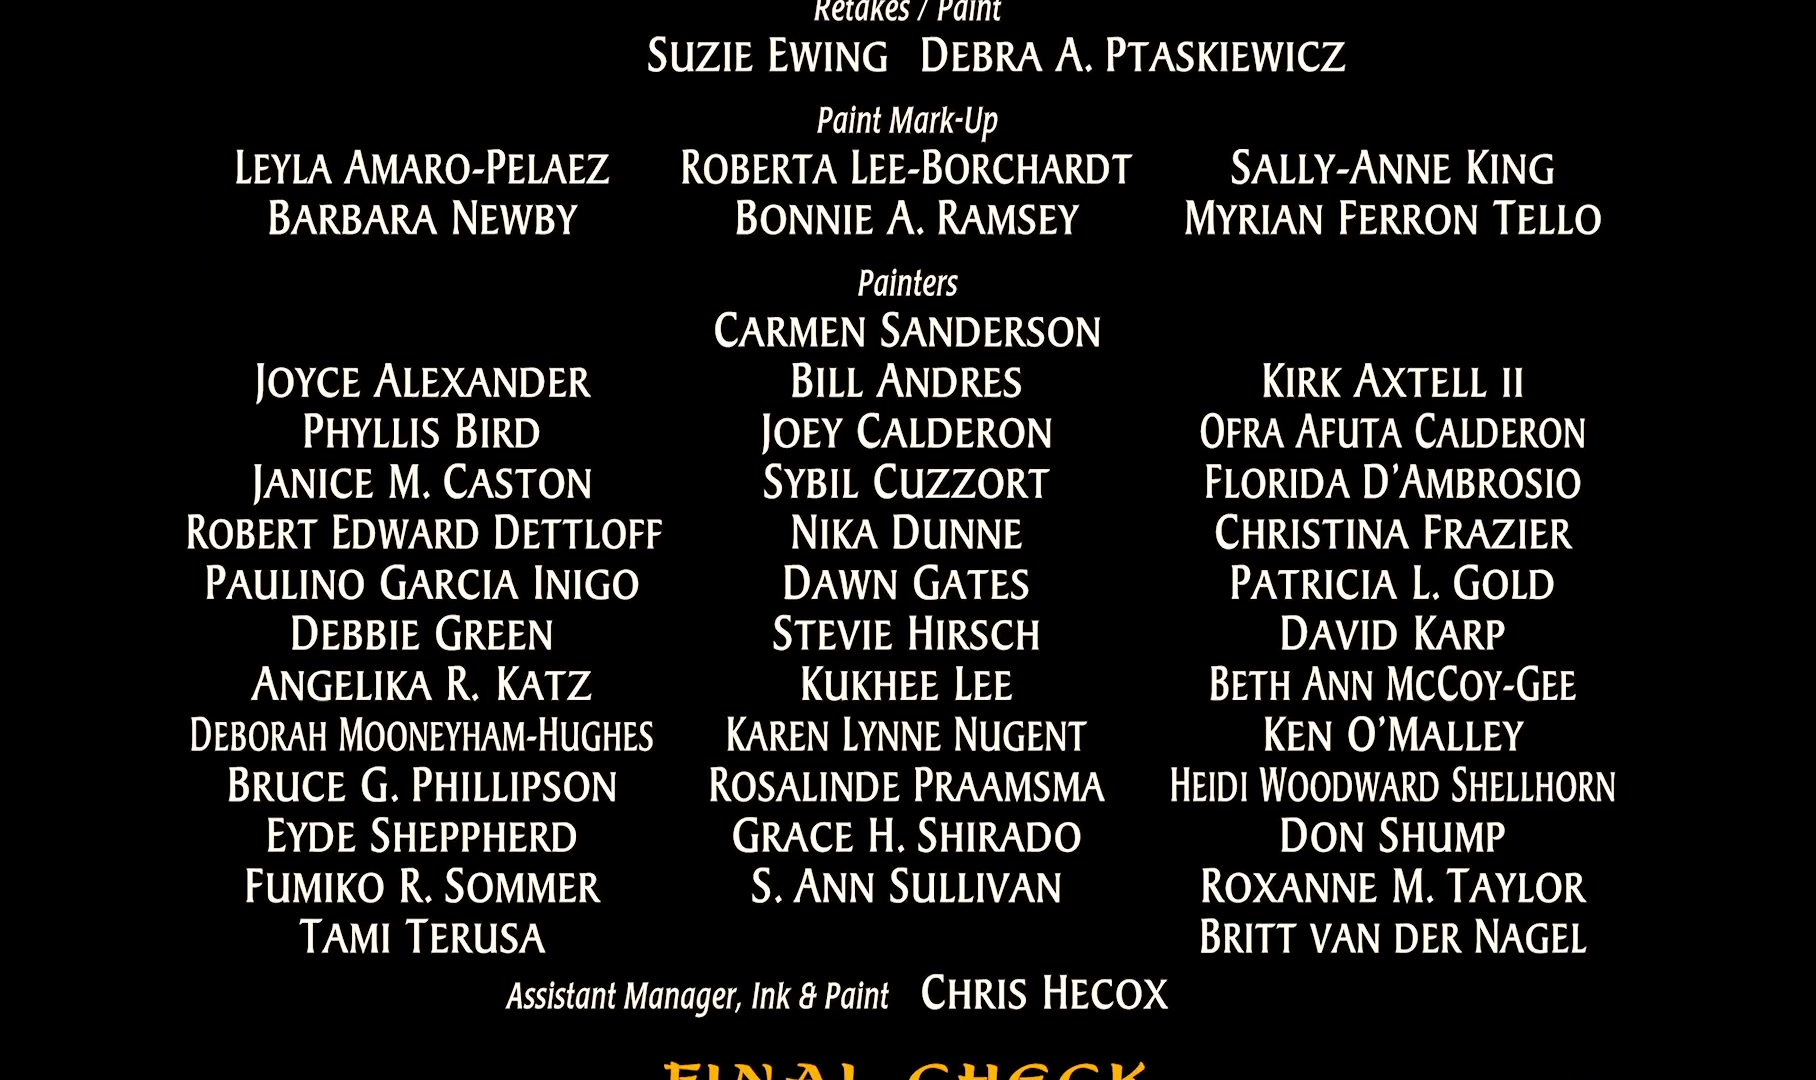 Retakes / Paint
SUZIE EWING DEBRA A. PTASKIEWICZ
Paint Mark-Up
LEYLA AMARO-PELAEZ ROBERTA LEE-BORCHARDT SALLY-ANNE KING
BARBARA NEWBY BONNIE A. RAMSEY MYRIAN FERRON TELLO
Painters
CARMEN SANDERSON
JOYCE ALEXANDER BILL ANDRES KIRK AXTELL II
PHYLLIS BIRD JOEY CALDERON OFRA AFUTA CALDERON
JANICE M. CASTON SYBIL CUZZORT FLORIDA D'AMBROSIO
ROBERT EDWARD DETTLOFF NIKA DUNNE CHRISTINA FRAZIER
PAULINO GARCIA INIGO DAWN GATES PATRICIA L. GOLD
DEBBIE GREEN STEVIE HIRSCH DAVID KARP
ANGELIKA R. KATZ KUKHEE LEE BETH ANN MCCOY-GEE
DEBORAH MOONEYHAM-HUGHES KAREN LYNNE NUGENT KEN O'MALLEY
BRUCE G. PHILLIPSON ROSALINDE PRAAMSMA HEIDI WOODWARD SHELLHORN
EYDE SHEPPHERD GRACE H. SHIRADO DON SHUMP
FUMIKO R. SOMMER S. ANN SULLIVAN ROXANNE M. TAYLOR
TAMI TERUSA BRITT VAN DER NAGEL
Assistant Manager, Ink & Paint CHRIS HECOX
FINAL CHECK